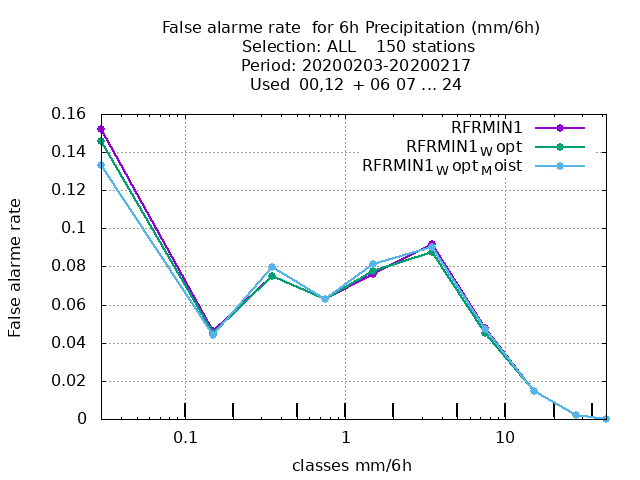 False alarme rate  for 6h Precipitation (mm/6h)
Selection: ALL    150 stations
Period: 20200203-20200217
Used  00,12  + 06 07 ... 24
RFRMIN1
RFRMIN1_Wopt
RFRMIN1_Wopt_Moist
False alarme rate
0.16
0.14
0.12
0.1
0.08
0.06
0.04
0.02
0
0.1
1
10
classes mm/6h